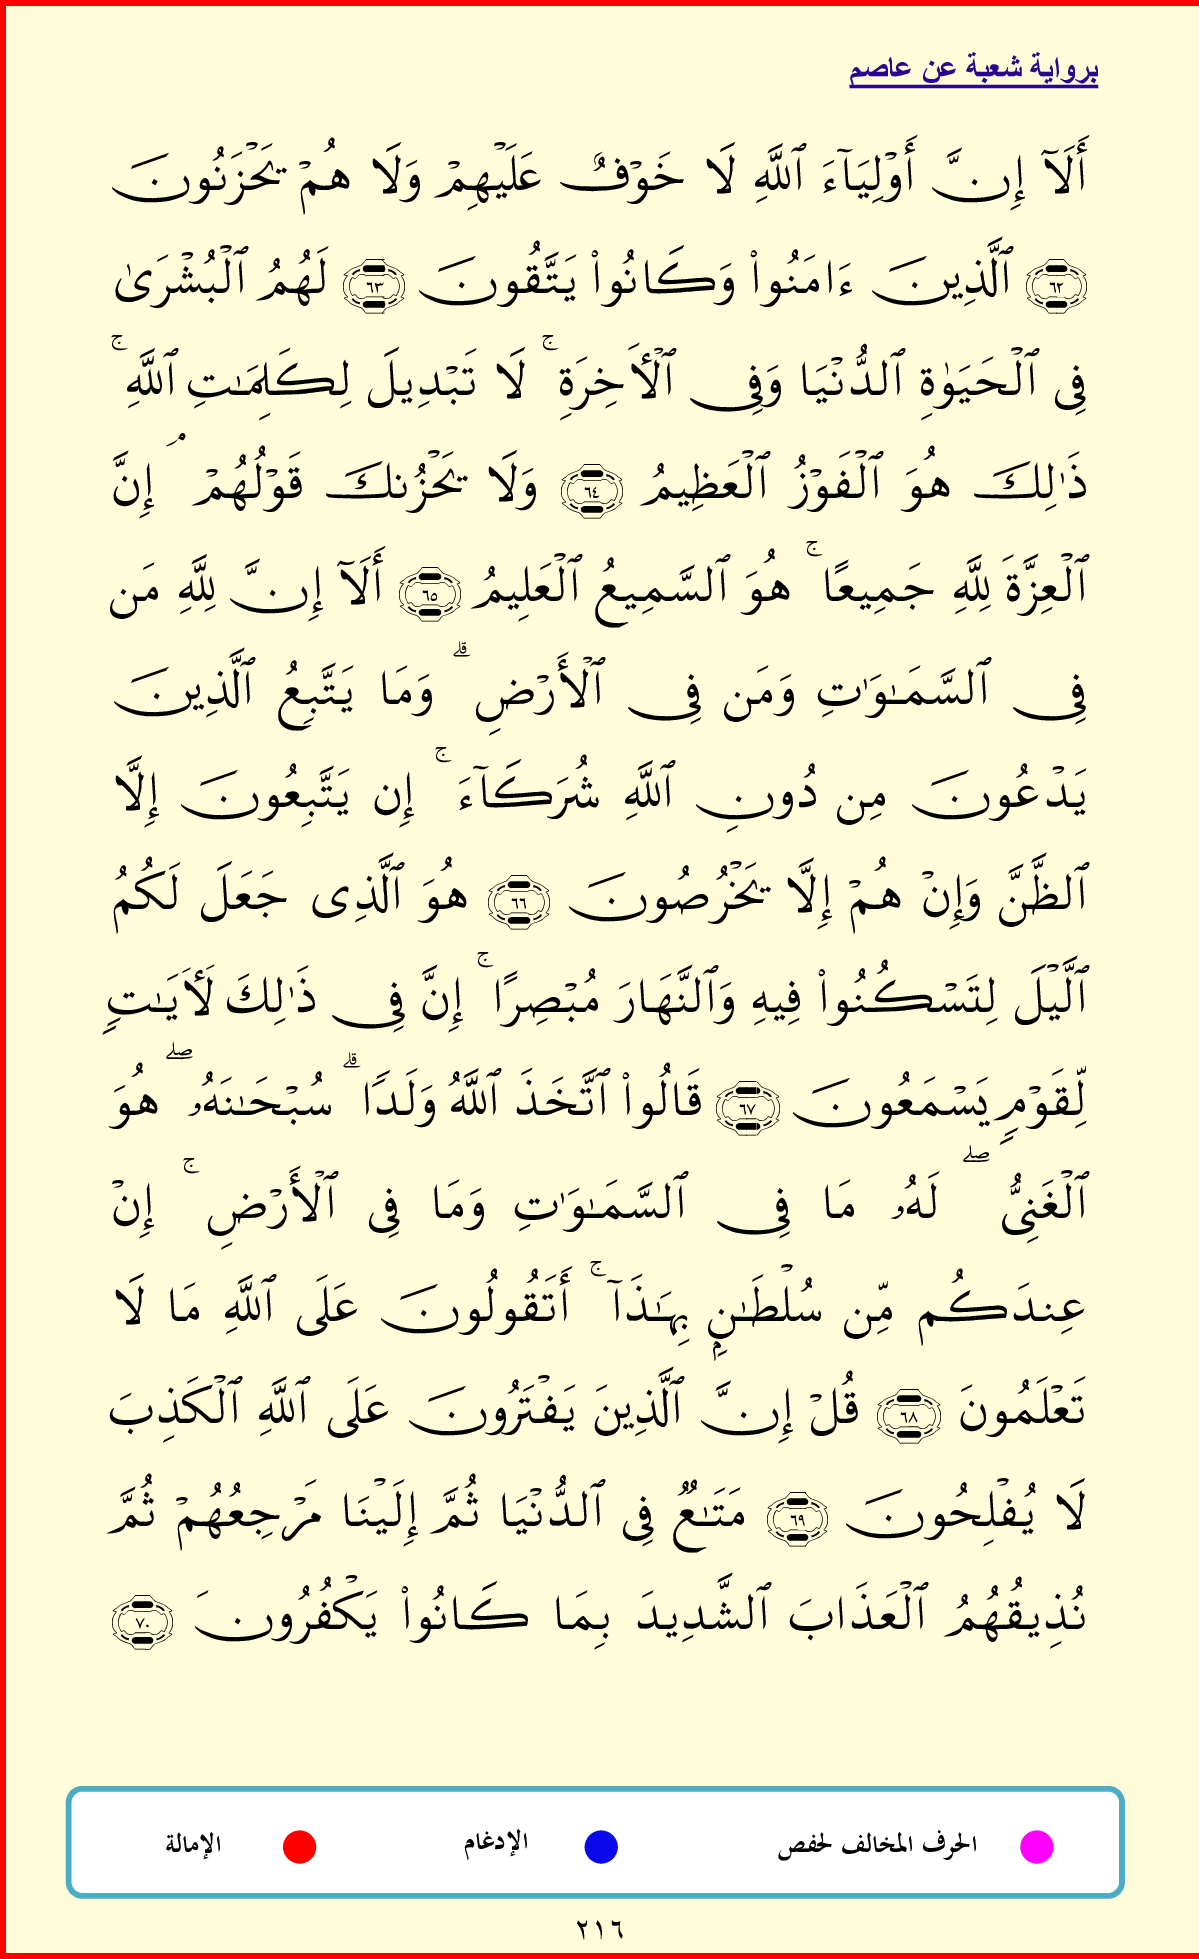 برواية شعبة عن عاصم
أَلَآ إِنَّ أَوْلِيَآءَ ٱللَّهِ لَا خَوْفٌ عَلَيْهِمْ وَلَا هُمْ يَحْزَنُونَ
٦٢ ٱلَّذِينَ ءَامَنُوا۟ وَكَانُوا۟ يَتَّقُونَ ٦٣ لَهُمُ ٱلْبُشْرَىٰ
فِى ٱلْحَيَوٰةِ ٱلدُّنْيَا وَفِى ٱلْأَخِرَةِ ۚ لَا تَبْدِيلَ لِكَلِمَـٰتِ ٱللَّهِ ۚ
ذَٰلِكَ هُوَ ٱلْفَوْزُ ٱلْعَظِيمُ ٦٤ وَلَا يَحْزُنكَ قَوْلُهُمْ ۘ إِنَّ
ٱلْعِزَّةَ لِلَّهِ جَمِيعًا ۚ هُوَ ٱلسَّمِيعُ ٱلْعَلِيمُ ٦٥ أَلَآ إِنَّ لِلَّهِ مَن
فِى ٱلسَّمَـٰوَٰتِ وَمَن فِى ٱلْأَرْضِ ۗ وَمَا يَتَّبِعُ ٱلَّذِينَ
يَدْعُونَ مِن دُونِ ٱللَّهِ شُرَكَآءَ ۚ إِن يَتَّبِعُونَ إِلَّا
ٱلظَّنَّ وَإِنْ هُمْ إِلَّا يَخْرُصُونَ ٦٦ هُوَ ٱلَّذِى جَعَلَ لَكُمُ
ٱلَّيْلَ لِتَسْكُنُوا۟ فِيهِ وَٱلنَّهَارَ مُبْصِرًا ۚ إِنَّ فِى ذَٰلِكَ لَأَيَـٰتٍ
لِّقَوْمٍ يَسْمَعُونَ ٦٧ قَالُوا۟ ٱتَّخَذَ ٱللَّهُ وَلَدًا ۗ سُبْحَـٰنَهُۥ ۖ هُوَ
ٱلْغَنِىُّ ۖ لَهُۥ مَا فِى ٱلسَّمَـٰوَٰتِ وَمَا فِى ٱلْأَرْضِ ۚ إِنْ
عِندَكُم مِّن سُلْطَـٰنٍۭ بِهَـٰذَآ ۚ أَتَقُولُونَ عَلَى ٱللَّهِ مَا لَا
تَعْلَمُونَ ٦٨ قُلْ إِنَّ ٱلَّذِينَ يَفْتَرُونَ عَلَى ٱللَّهِ ٱلْكَذِبَ
لَا يُفْلِحُونَ ٦٩ مَتَـٰعٌ فِى ٱلدُّنْيَا ثُمَّ إِلَيْنَا مَرْجِعُهُمْ ثُمَّ
نُذِيقُهُمُ ٱلْعَذَابَ ٱلشَّدِيدَ بِمَا كَانُوا۟ يَكْفُرُونَ ٧٠
الحرف المخالف لحفص الإدغام الإمالة
٢١٦